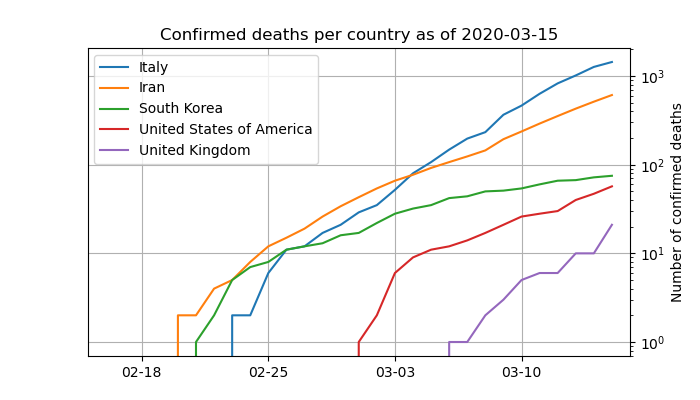 Confirmed deaths per country as of 2020-03-15
Italy
Iran
South Korea
United States of America
United Kingdom
10³
10²
10¹
10⁰
Number of confirmed deaths
02-18
02-25
03-03
03-10